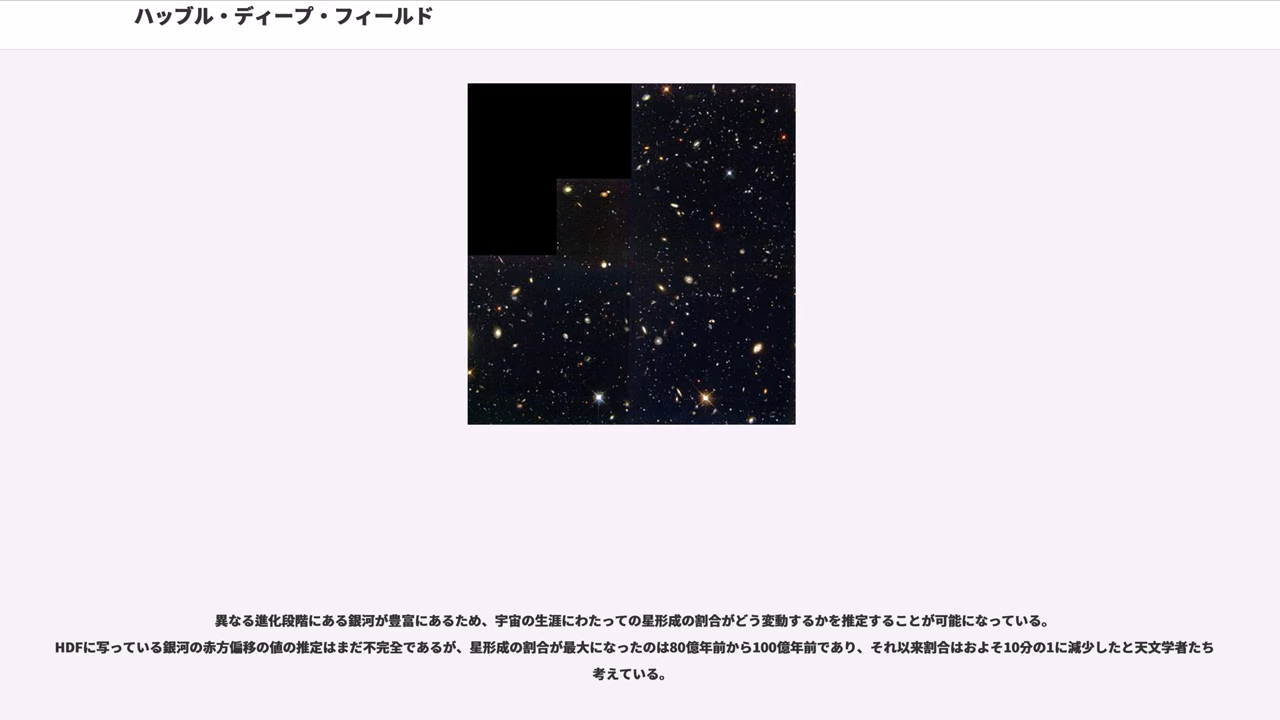 ハッブル・ディープ・フィールド
異なる進化段階にある銀河が豊富にあるため、宇宙の生涯にわたっての星形成の割合がどう変動するかを推定することが可能になっている。
HDFに写っている銀河の赤方偏移の値の推定はまだ不完全であるが、星形成の割合が最大になったのは80億年前から100億年前であり、それ以来割合はおよそ10分の1に減少したと天文学者たち
考えている。